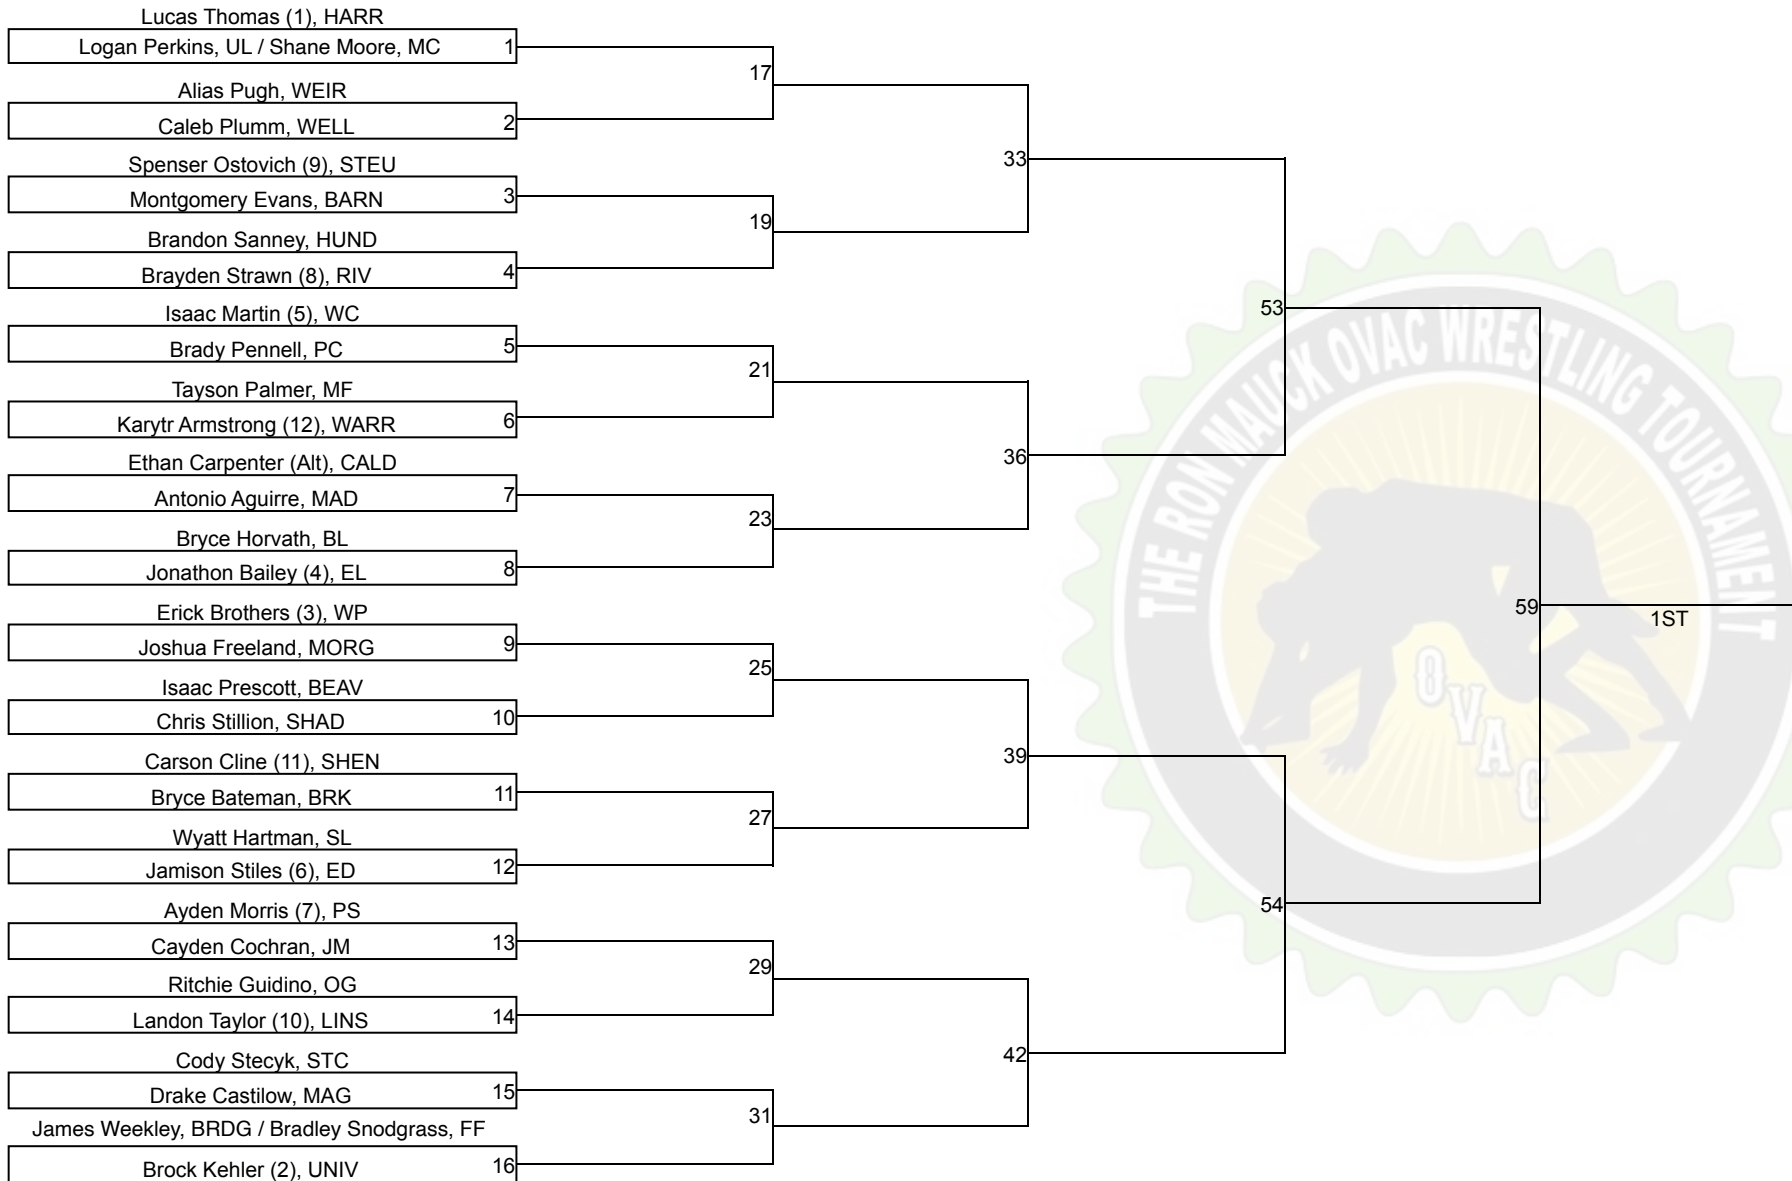 Lucas Thomas (1), HARR
Logan Perkins, UL / Shane Moore, MC 1
17
Alias Pugh, WEIR
Caleb Plumm, WELL 2
33
Spenser Ostovich (9), STEU
Montgomery Evans, BARN 3
19
Brandon Sanney, HUND
Brayden Strawn (8), RIV 4
53
Isaac Martin (5), WC
Brady Pennell, PC 5
21
Tayson Palmer, MF
Karytr Armstrong (12), WARR 6
36
Ethan Carpenter (Alt), CALD
Antonio Aguirre, MAD 7
23
Bryce Horvath, BL
Jonathon Bailey (4), EL 8
59
1ST
Erick Brothers (3), WP
Joshua Freeland, MORG 9
25
Isaac Prescott, BEAV
Chris Stillion, SHAD 10
39
Carson Cline (11), SHEN
Bryce Bateman, BRK 11
27
Wyatt Hartman, SL
Jamison Stiles (6), ED 12
54
Ayden Morris (7), PS
Cayden Cochran, JM 13
29
Ritchie Guidino, OG
Landon Taylor (10), LINS 14
42
Cody Stecyk, STC
Drake Castilow, MAG 15
31
James Weekley, BRDG / Bradley Snodgrass, FF
Brock Kehler (2), UNIV 16
THE RON MAUCK OVAC WRESTLING TOURNAMENT
OVAC